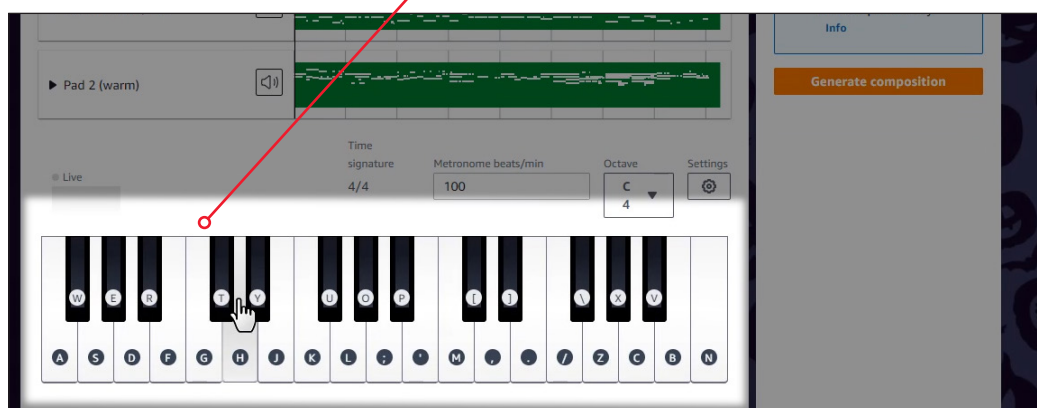 Info
Pad 2 (warm)
Generate composition
Time
signature
Metronome beats/min
Octave
Settings
Live
4/4
100
C
4
W E R T Y U O P [ ] \ X V
A S D F G H J K L ; ' M , . / Z C B N